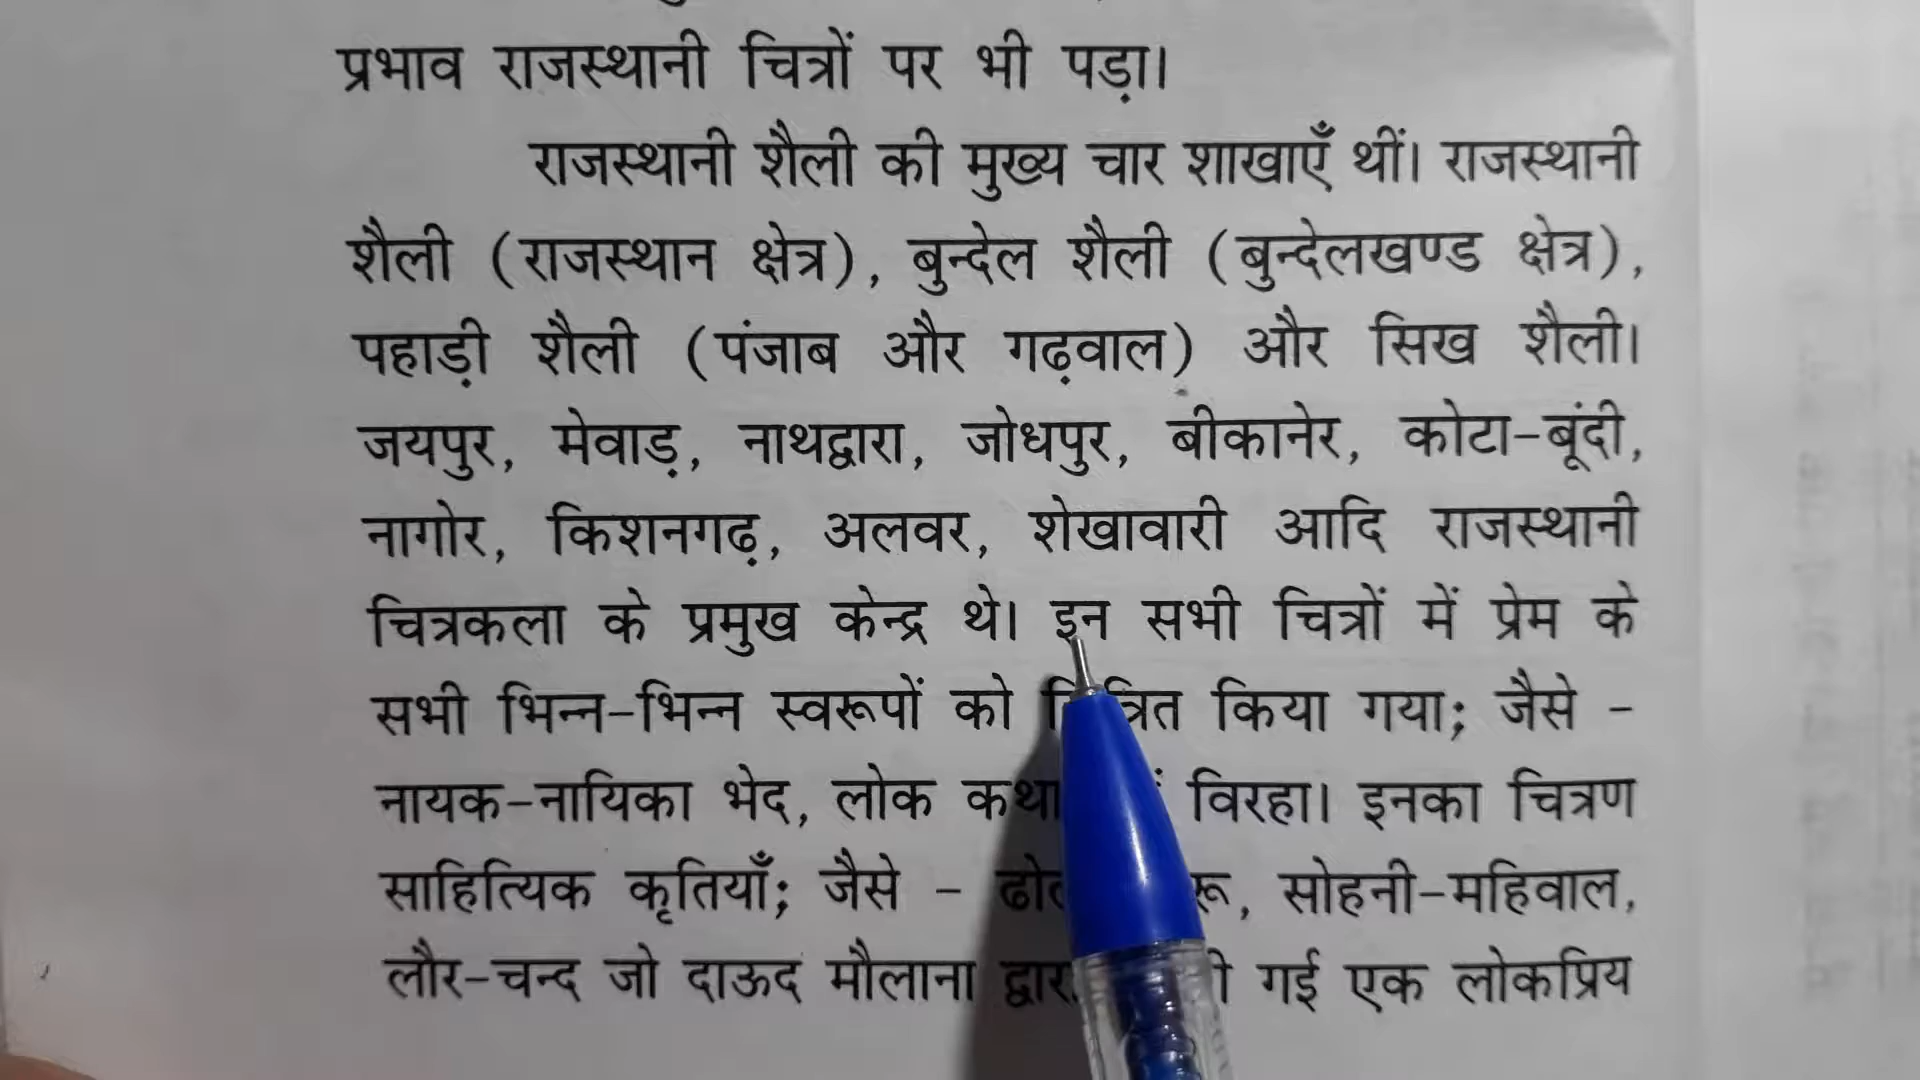 प्रभाव राजस्थानी चित्रों पर भी पड़ा।
राजस्थानी शैली की मुख्य चार शाखाएँ थीं। राजस्थानी
शैली (राजस्थान क्षेत्र), बुन्देल शैली (बुन्देलखण्ड क्षेत्र),
पहाड़ी शैली (पंजाब और गढ़वाल) और सिख शैली।
जयपुर, मेवाड़, नाथद्वारा, जोधपुर, बीकानेर, कोटा-बूंदी,
नागोर, किशनगढ़, अलवर, शेखावारी आदि राजस्थानी
चित्रकला के प्रमुख केन्द्र थे। इन सभी चित्रों में प्रेम के
सभी भिन्न-भिन्न स्वरूपों को किया गया; जैसे -
नायक-नायिका भेद, लोक विरहा। इनका चित्रण
साहित्यिक कृतियाँ; जैसे - सोहनी-महिवाल,
लौर-चन्द जो दाऊद मौलाना गई एक लोकप्रिय